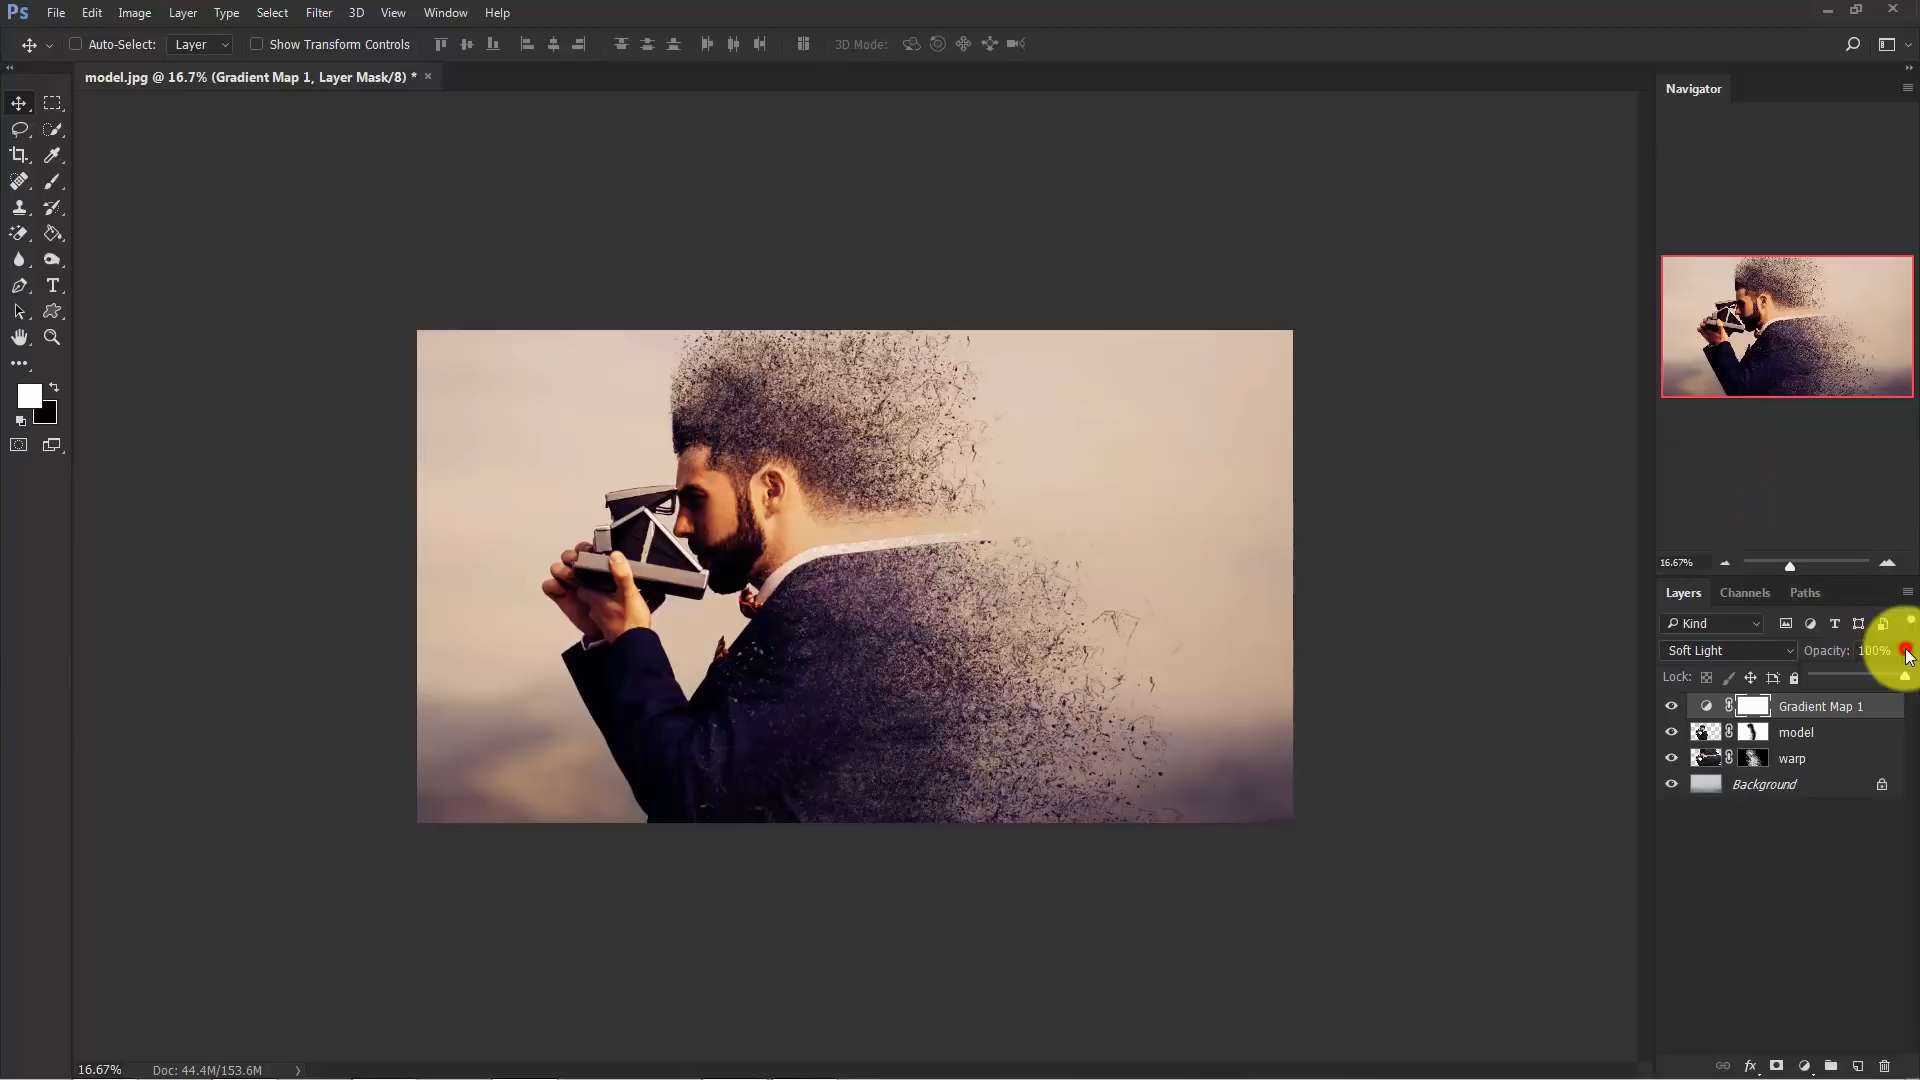 Ps File Edit Image Layer Type Select Filter 3D View Window Help
Auto-Select: Layer Show Transform Controls 3D Mode:
model.jpg @ 16.7% (Gradient Map 1, Layer Mask/8) * ×
Navigator
T
16.67%
Layers Channels Paths
Kind T
Soft Light Opacity: 100%
Lock:
Gradient Map 1
model
warp
Background
fx
16.67% Doc: 44.4M/153.6M